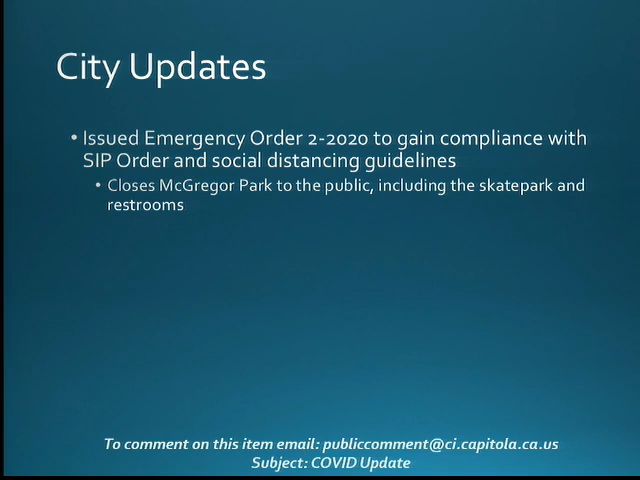 City Updates
• Issued Emergency Order 2-2020 to gain compliance with
SIP Order and social distancing guidelines
• Closes McGregor Park to the public, including the skatepark and
restrooms
To comment on this item email: publiccomment@ci.capitola.ca.us
Subject: COVID Update